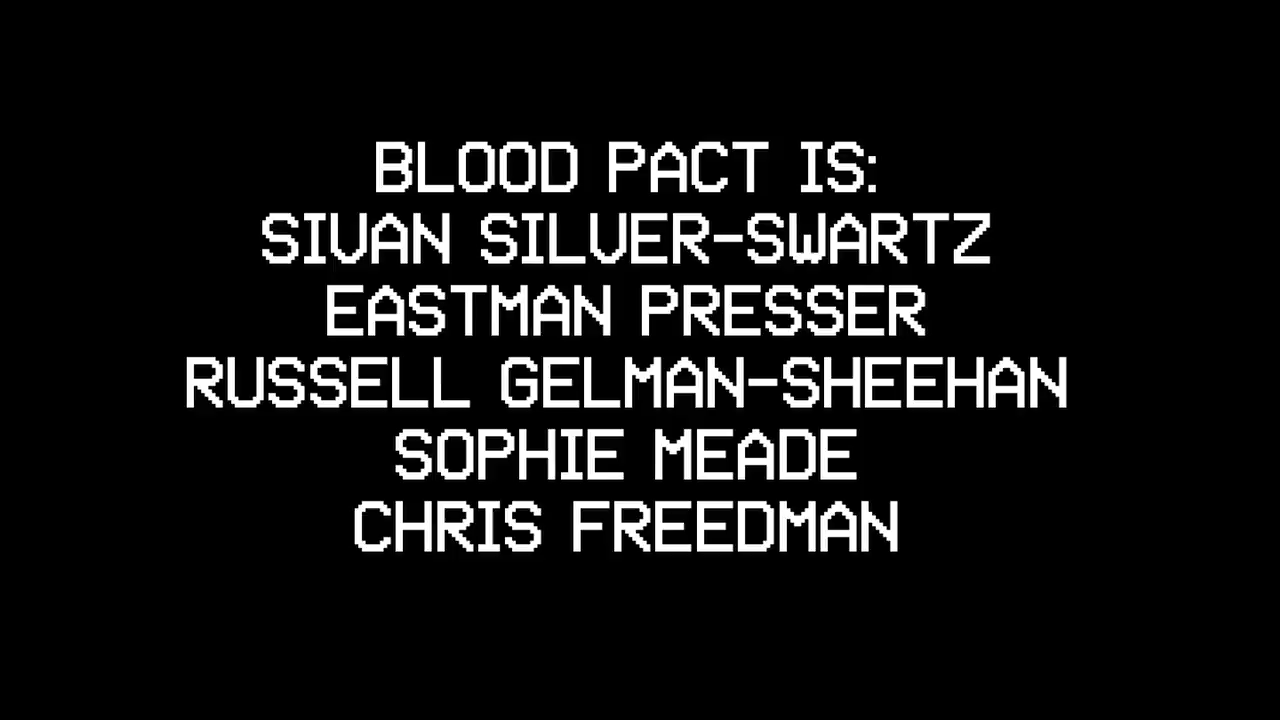 BLOOD PACT IS:
SIVAN SILVER-SWARTZ
EASTMAN PRESSER
RUSSELL GELMAN-SHEEHAN
SOPHIE MEADE
CHRIS FREEDMAN